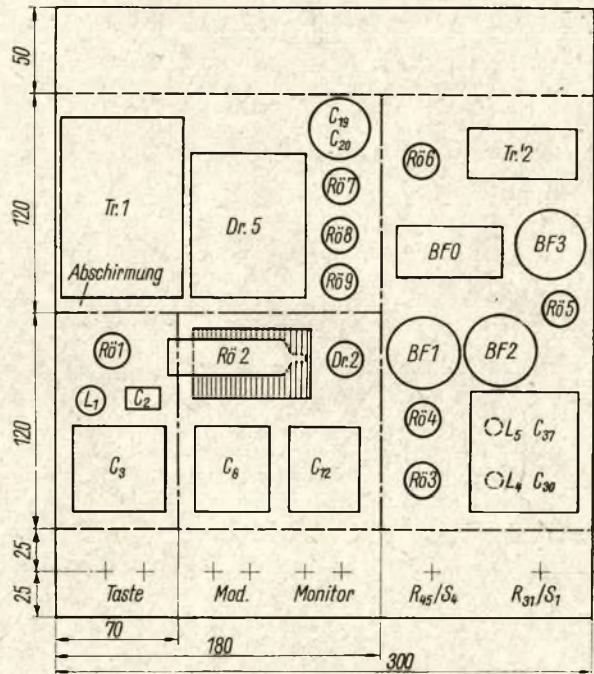 50
C₁₉
C₂₀
Rö6
Tr.2
120
Tr.1
Rö7
Dr.5
Rö8
BF0
BF3
Rö9
Abschirmung
Rö5
Rö1
Rö2
Dr.2
BF1
BF2
L₁
C₂
120
Rö4
L₅ C₃₇
C₃
C₆
C₁₂
Rö3
L₄ C₃₀
25
25
Taste
Mod.
Monitor
R₄₅/S₄
R₃₁/S₁
70
180
300